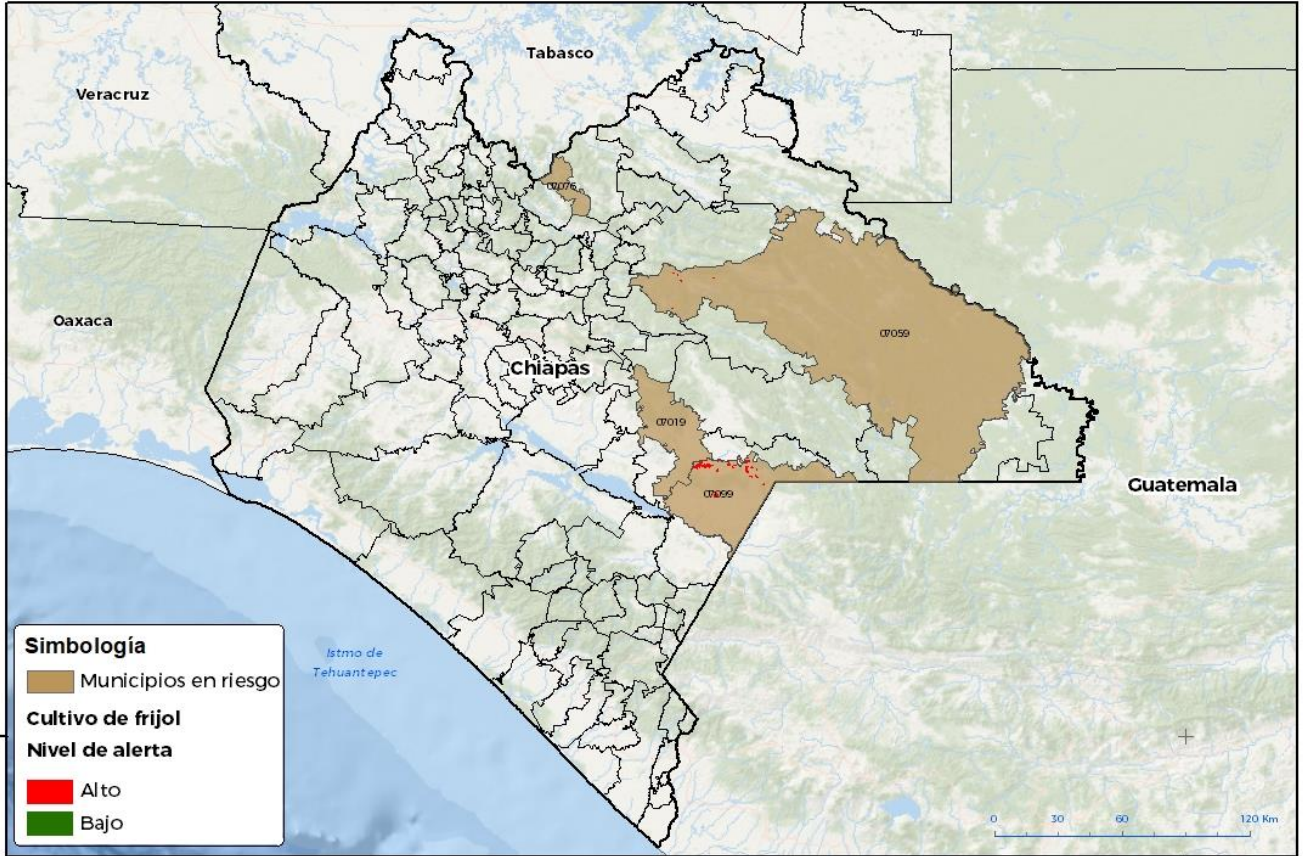 Tabasco
Veracruz
07076
Oaxaca
07059
Chiapas
07019
07099
Guatemala
Istmo de
Tehuantepec
Simbología
Municipios en riesgo
Cultivo de frijol
Nivel de alerta
Alto
Bajo
0 30 60 120 Km